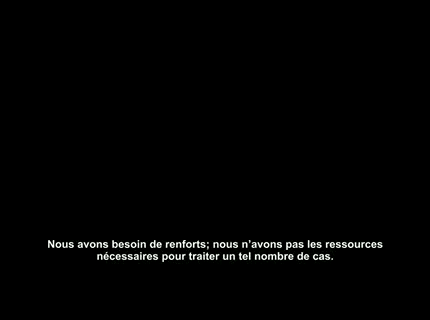 Nous avons besoin de renforts; nous n'avons pas les ressources
nécessaires pour traiter un tel nombre de cas.